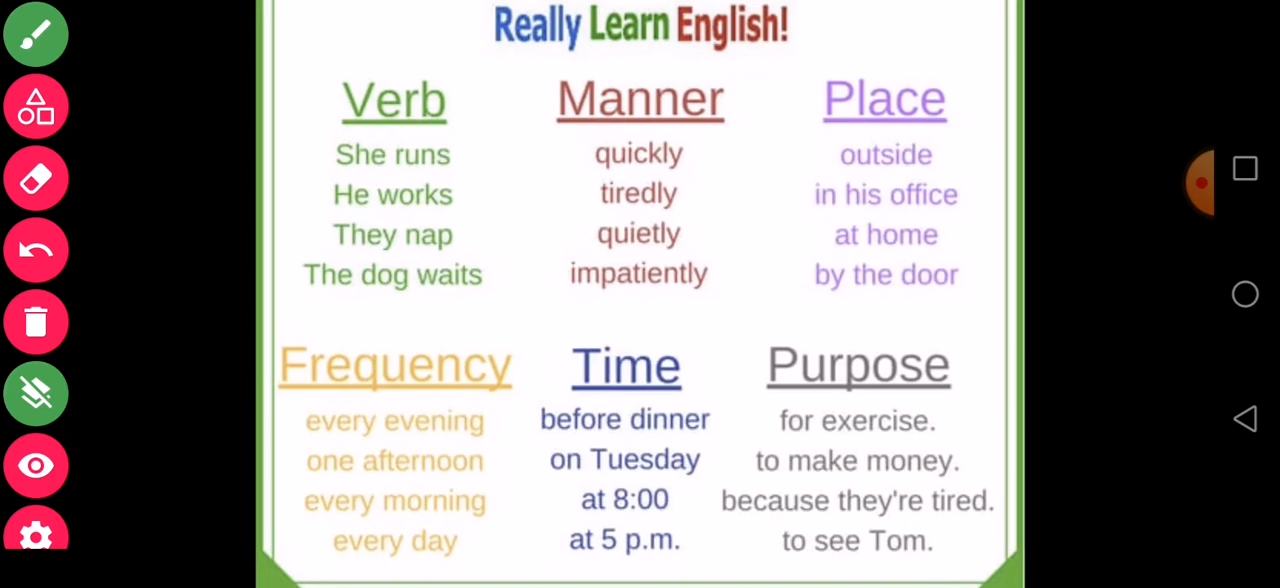 Really Learn English!
Verb Manner Place
She runs quickly outside
He works tiredly in his office
They nap quietly at home
The dog waits impatiently by the door
Frequency Time Purpose
every evening before dinner for exercise.
one afternoon on Tuesday to make money.
every morning at 8:00 because they're tired.
every day at 5 p.m. to see Tom.